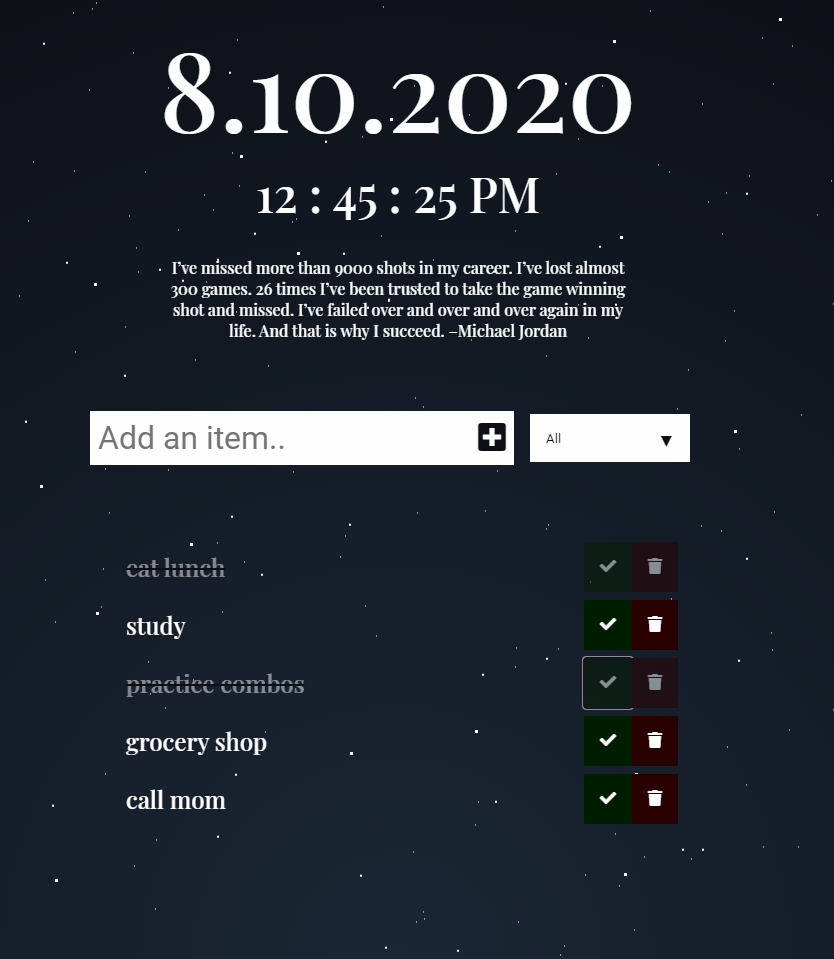 8.10.2020
12 : 45 : 25 PM
I've missed more than 9000 shots in my career. I've lost almost
300 games. 26 times I've been trusted to take the game winning
shot and missed. I've failed over and over and over again in my
life. And that is why I succeed. –Michael Jordan
Add an item..
All
eat lunch
study
practice combos
grocery shop
call mom